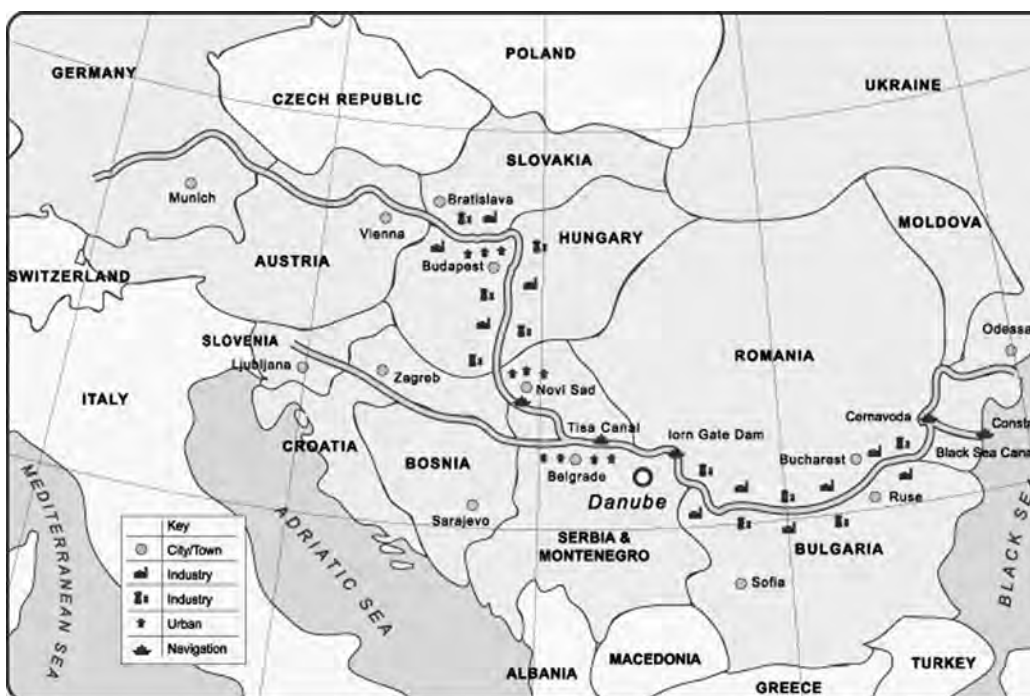 POLAND
GERMANY
UKRAINE
CZECH REPUBLIC
SLOVAKIA
Munich
Bratislava
MOLDOVA
Vienna
HUNGARY
AUSTRIA
Budapest
SWITZERLAND
Odessa
SLOVENIA
ROMANIA
Ljubljana
Zagreb
Novi Sad
ITALY
Cernavoda
Constr
Tisa Canal
Iorn Gate Dam
CROATIA
Black Sea Cana
BOSNIA
Bucharest
Belgrade
Danube
Ruse
MEDITERRANEAN SEA
ADRIATIC SEA
Sarajevo
SERBIA &
MONTENEGRO
BULGARIA
BLACK SEA
Sofia
Key
City/Town
Industry
Industry
Urban
Navigation
MACEDONIA
ALBANIA
TURKEY
GREECE